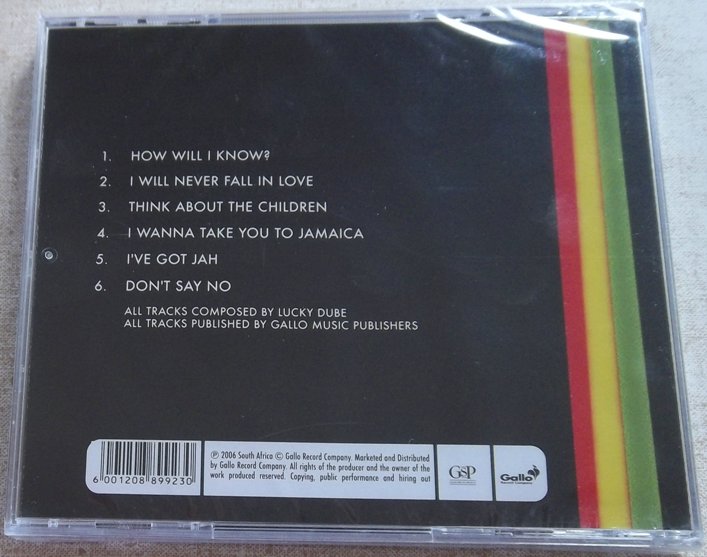 1. HOW WILL I KNOW?
2. I WILL NEVER FALL IN LOVE
3. THINK ABOUT THE CHILDREN
4. I WANNA TAKE YOU TO JAMAICA
5. I'VE GOT JAH
6. DON'T SAY NO
ALL TRACKS COMPOSED BY LUCKY DUBE
ALL TRACKS PUBLISHED BY GALLO MUSIC PUBLISHERS
6 001208 899230
℗ 2006 South Africa © Gallo Record Company. Marketed and Distributed
by Gallo Record Company. All rights of the producer and the owner of the
work produced reserved. Copying, public performance and hiring out
GSP
Gallo
Record Company